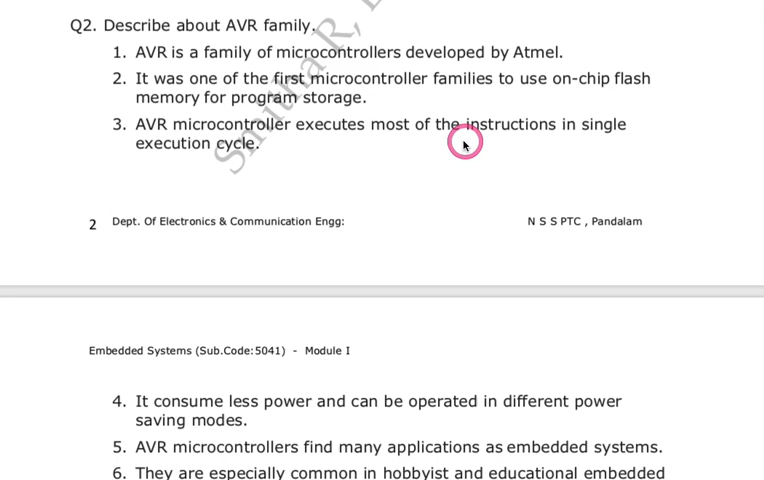 Q2. Describe about AVR family.
1. AVR is a family of microcontrollers developed by Atmel.
2. It was one of the first microcontroller families to use on-chip flash
memory for program storage.
3. AVR microcontroller executes most of the instructions in single
execution cycle.
Smitha R,
2 Dept. Of Electronics & Communication Engg: N S S PTC , Pandalam
Embedded Systems (Sub.Code:5041) - Module I
4. It consume less power and can be operated in different power
saving modes.
5. AVR microcontrollers find many applications as embedded systems.
6. They are especially common in hobbyist and educational embedded